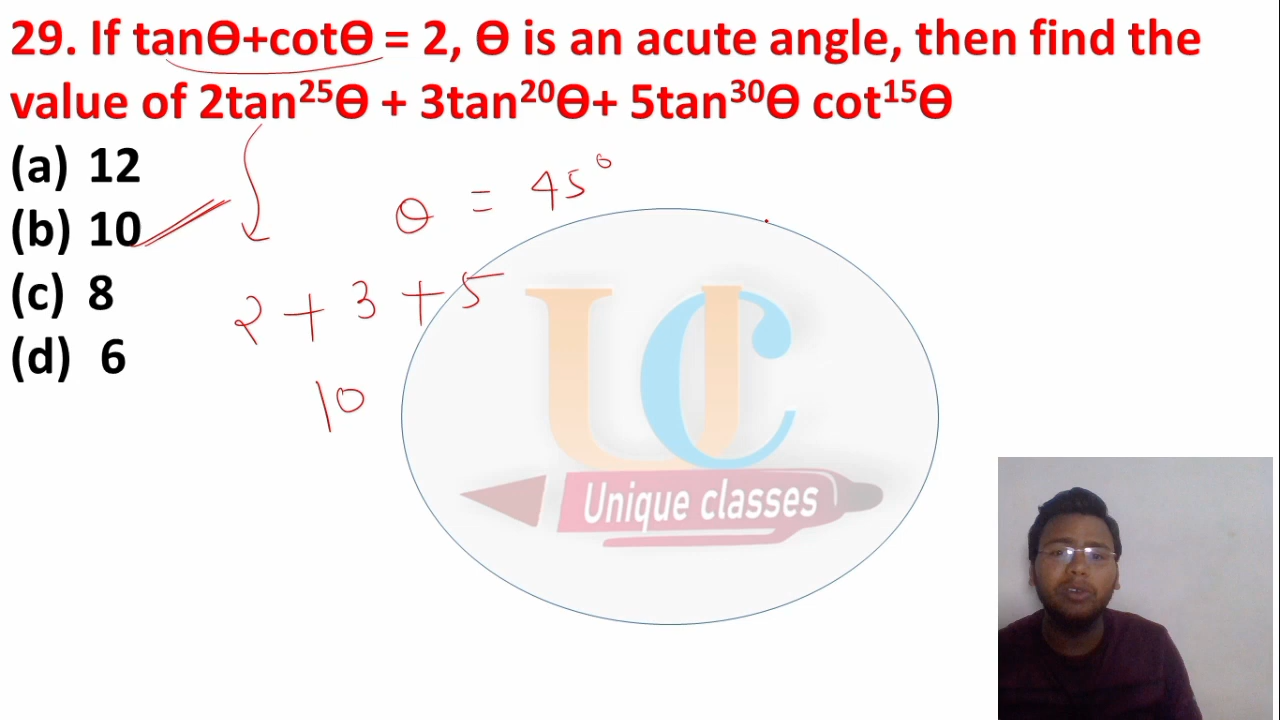 29. If tanϴ+cotϴ = 2, ϴ is an acute angle, then find the
value of 2tan²⁵ϴ + 3tan²⁰ϴ+ 5tan³⁰ϴ cot¹⁵ϴ
(a) 12
(b) 10
(c) 8
(d) 6
θ = 45°
2 + 3 + 5
10
UC
Unique classes